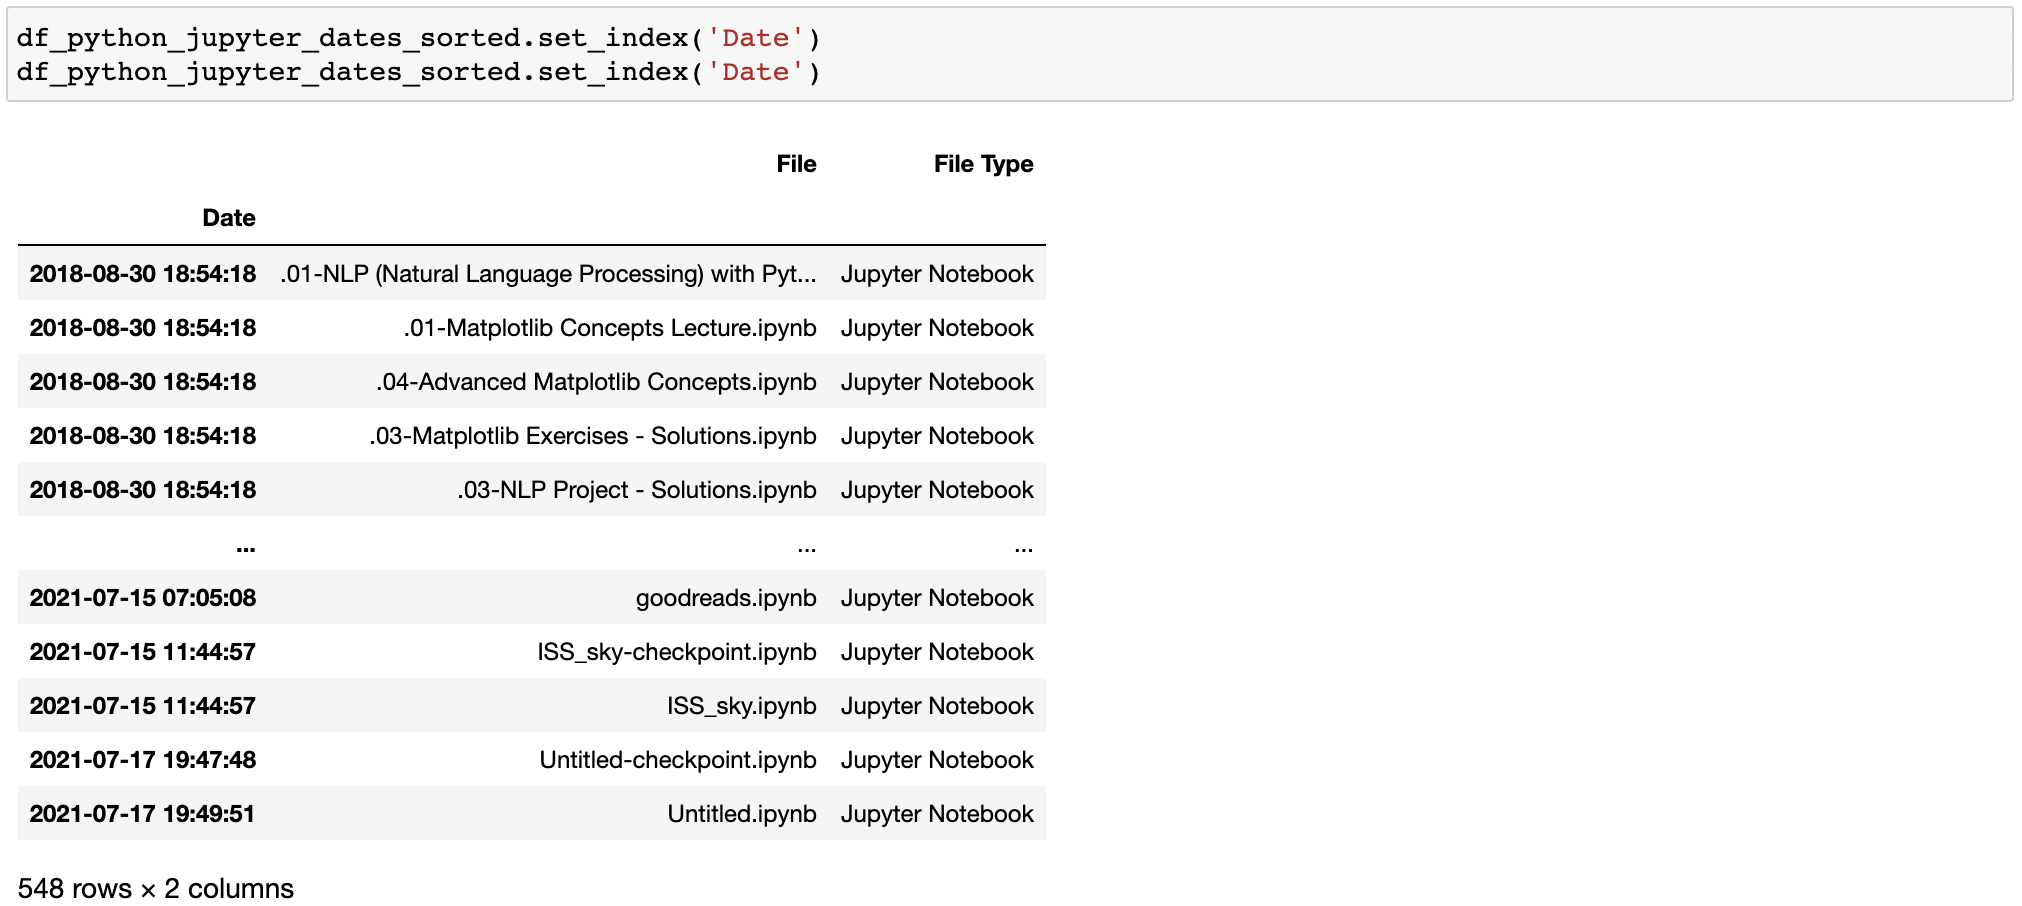 df_python_jupyter_dates_sorted.set_index('Date')
df_python_jupyter_dates_sorted.set_index('Date')
File File Type
Date
2018-08-30 18:54:18 .01-NLP (Natural Language Processing) with Pyt... Jupyter Notebook
2018-08-30 18:54:18 .01-Matplotlib Concepts Lecture.ipynb Jupyter Notebook
2018-08-30 18:54:18 .04-Advanced Matplotlib Concepts.ipynb Jupyter Notebook
2018-08-30 18:54:18 .03-Matplotlib Exercises - Solutions.ipynb Jupyter Notebook
2018-08-30 18:54:18 .03-NLP Project - Solutions.ipynb Jupyter Notebook
... ... ...
2021-07-15 07:05:08 goodreads.ipynb Jupyter Notebook
2021-07-15 11:44:57 ISS_sky-checkpoint.ipynb Jupyter Notebook
2021-07-15 11:44:57 ISS_sky.ipynb Jupyter Notebook
2021-07-17 19:47:48 Untitled-checkpoint.ipynb Jupyter Notebook
2021-07-17 19:49:51 Untitled.ipynb Jupyter Notebook
548 rows × 2 columns